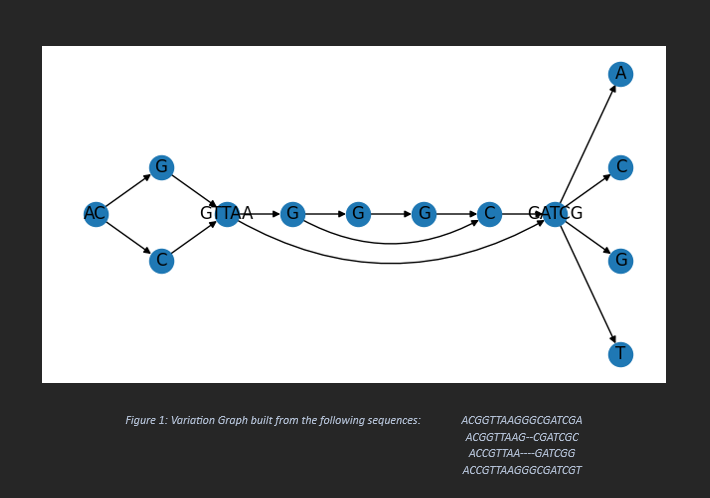 A
G C
AC GTTAA G G G C GATCG
C G
T
Figure 1: Variation Graph built from the following sequences: ACGGTTAAGGGCGATCGA
ACGGTTAAG--CGATCGC
ACCGTTAA----GATCGG
ACCGTTAAGGGCGATCGT